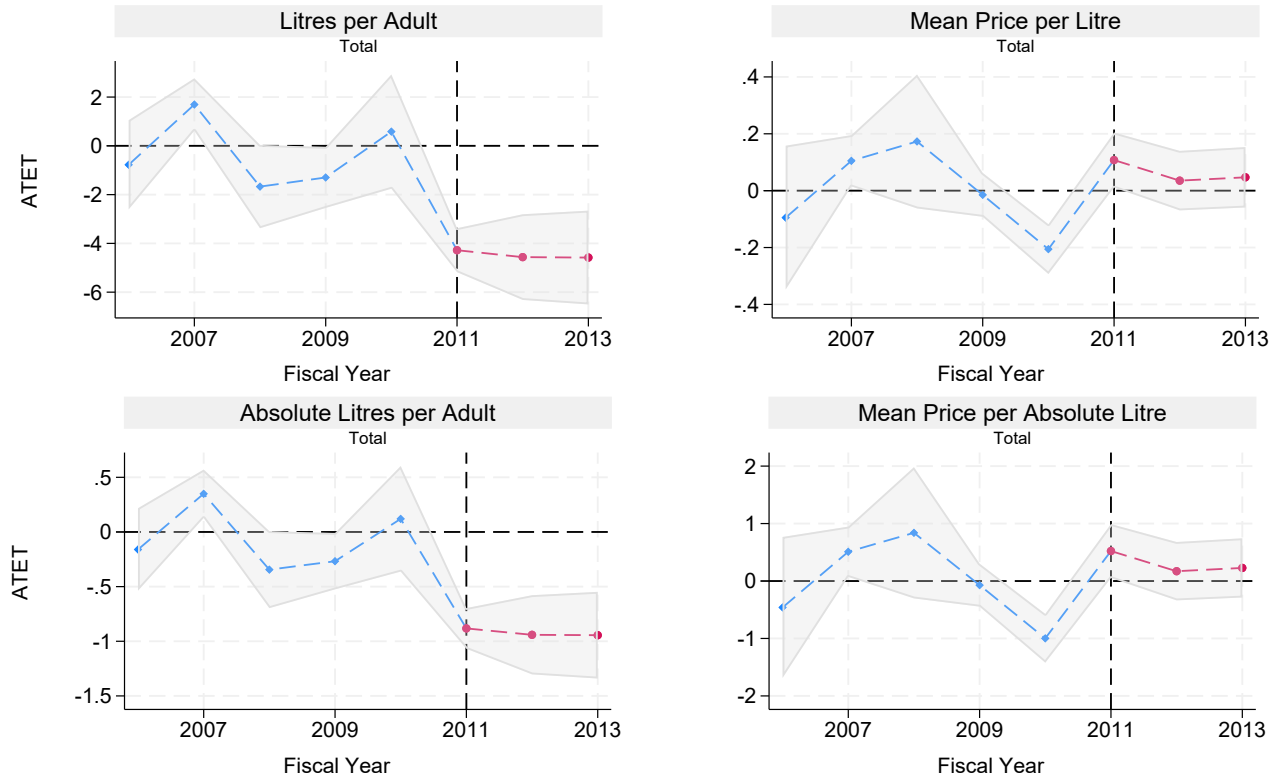 Litres per Adult
Total
ATET
2
0
-2
-4
-6
2007 2009 2011 2013
Fiscal Year
Mean Price per Litre
Total
.4
.2
0
-.2
-.4
2007 2009 2011 2013
Fiscal Year
Absolute Litres per Adult
Total
ATET
.5
0
-.5
-1
-1.5
2007 2009 2011 2013
Fiscal Year
Mean Price per Absolute Litre
Total
2
1
0
-1
-2
2007 2009 2011 2013
Fiscal Year